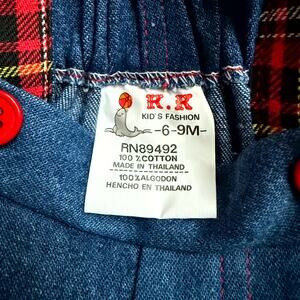 K.K
KID'S FASHION
-6-9M-
RN89492
100 % COTTON
MADE IN THAILAND
100% ALGODON
HENCHO EN THAILAND